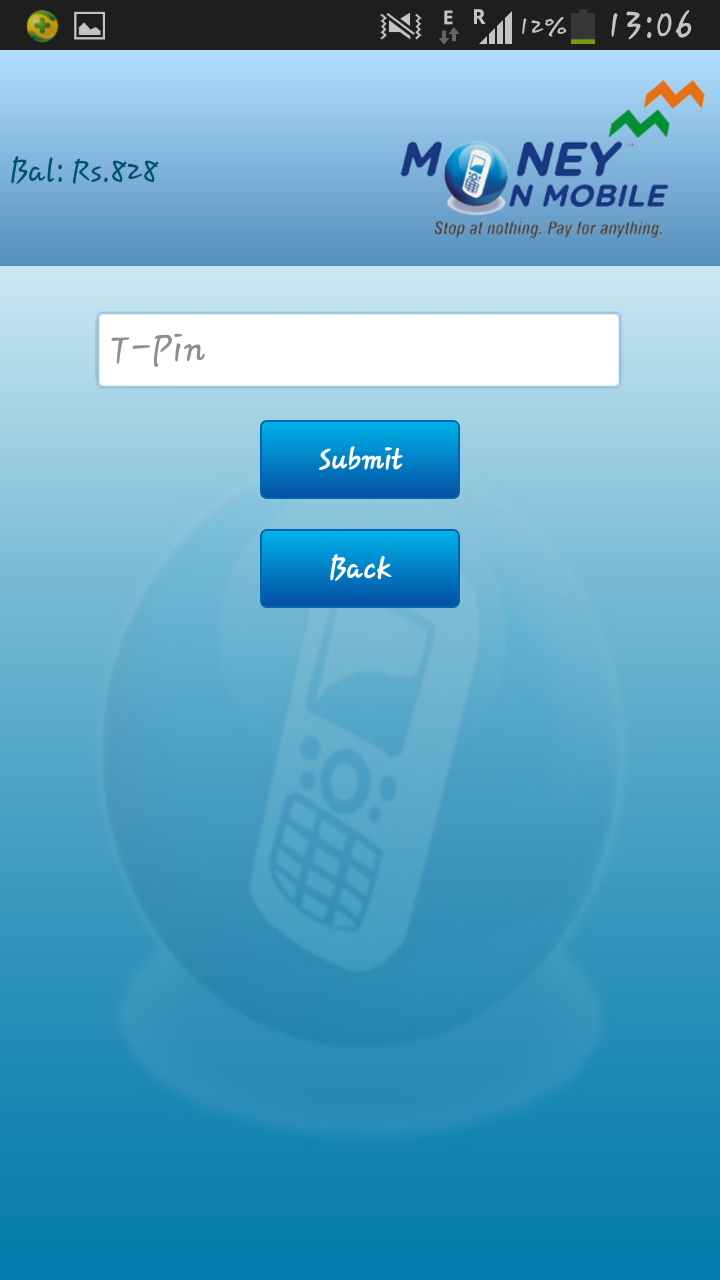 E R 12% 13:06
Bal: Rs.828
MONEY
ON MOBILE
Stop at nothing. Pay for anything.
T-Pin
Submit
Back